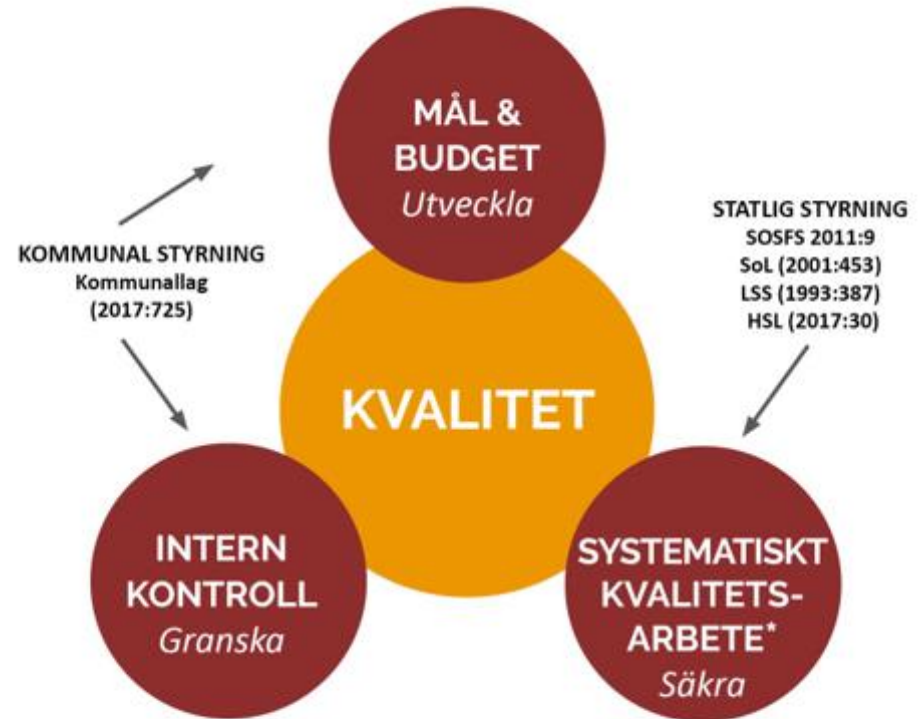 MÅL &
BUDGET
Utveckla
KOMMUNAL STYRNING
Kommunallag
(2017:725)
STATLIG STYRNING
SOSFS 2011:9
SoL (2001:453)
LSS (1993:387)
HSL (2017:30)
KVALITET
INTERN
KONTROLL
Granska
SYSTEMATISKT
KVALITETS-
ARBETE*
Säkra